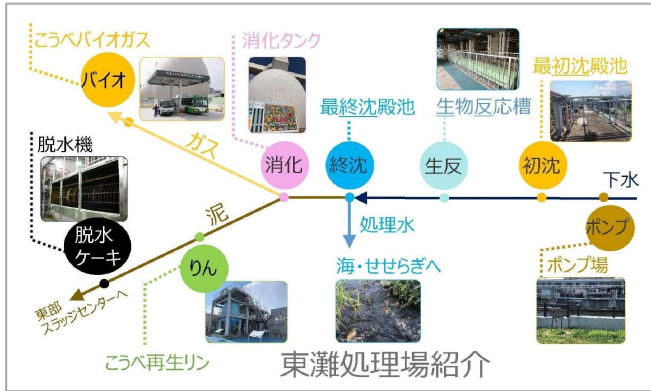 こうべバイオガス
消化タンク
最初沈殿池
バイオ
最終沈殿池
生物反応槽
ガス
脱水機
消化
終沈
生反
初沈
下水
泥
処理水
ポンプ
脱水
ケーキ
りん
海・せせらぎへ
ポンプ場
東部
スラッジセンターへ
こうべ再生リン
東灘処理場紹介